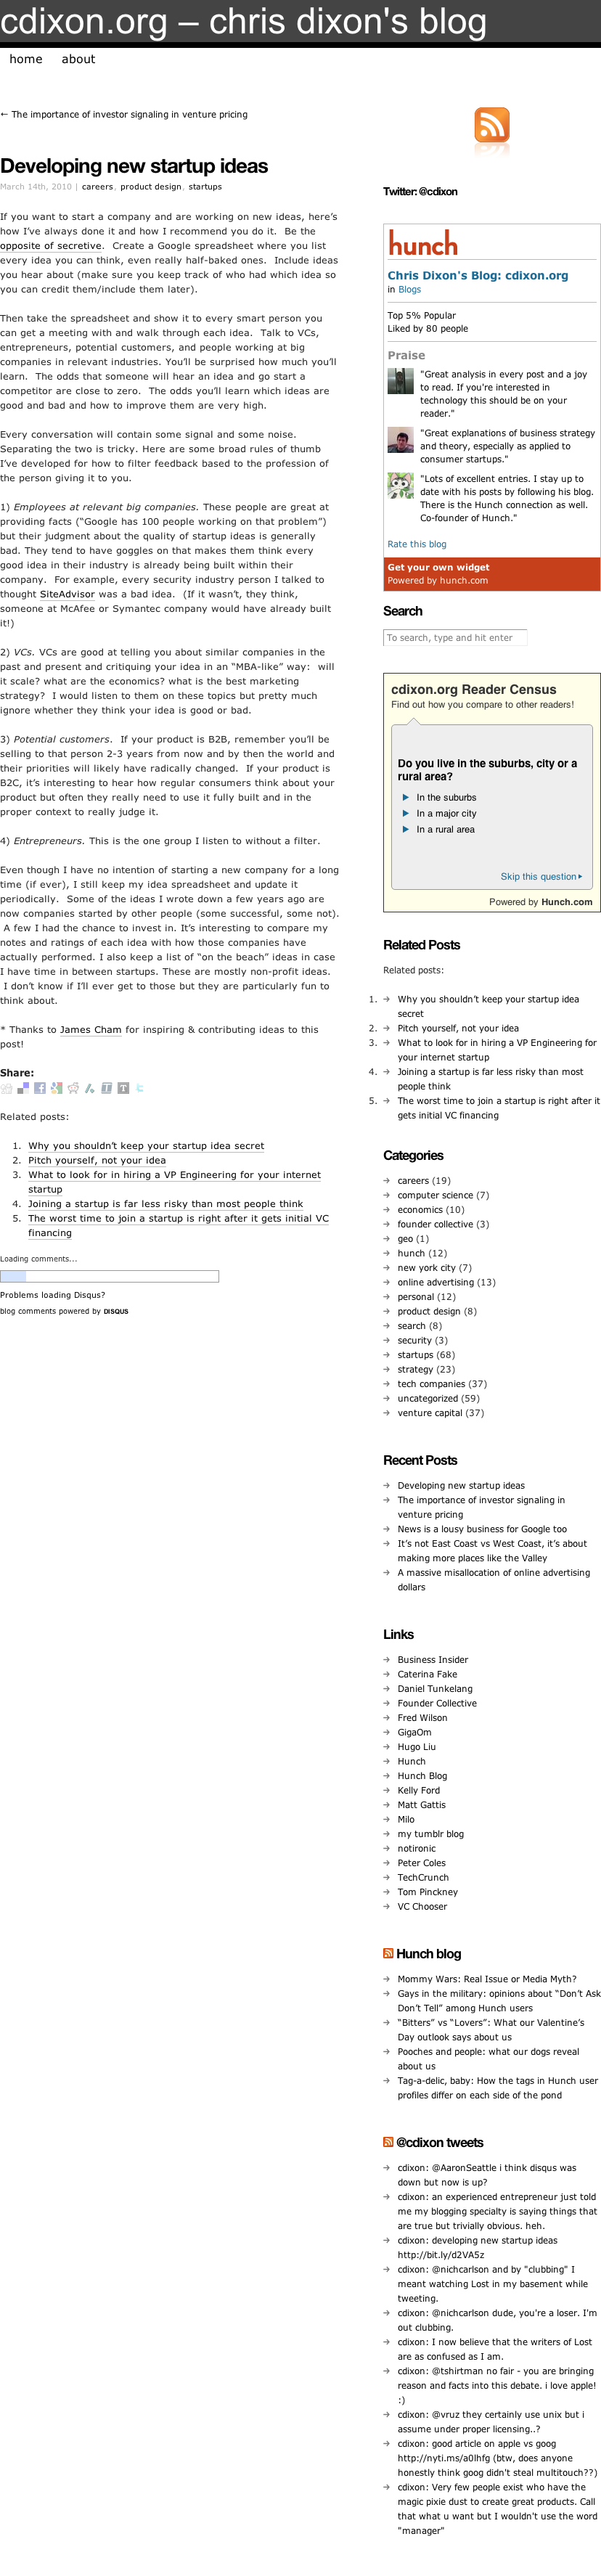 cdixon.org – chris dixon's blog
home about
← The importance of investor signaling in venture pricing
Developing new startup ideas
March 14th, 2010 | careers, product design, startups
If you want to start a company and are working on new ideas, here’s
how I’ve always done it and how I recommend you do it.  Be the
opposite of secretive.  Create a Google spreadsheet where you list
every idea you can think, even really half-baked ones.  Include ideas
you hear about (make sure you keep track of who had which idea so
you can credit them/include them later).
Then take the spreadsheet and show it to every smart person you
can get a meeting with and walk through each idea.  Talk to VCs,
entrepreneurs, potential customers, and people working at big
companies in relevant industries. You’ll be surprised how much you’ll
learn.  The odds that someone will hear an idea and go start a
competitor are close to zero.  The odds you’ll learn which ideas are
good and bad and how to improve them are very high.
Every conversation will contain some signal and some noise.
Separating the two is tricky. Here are some broad rules of thumb
I’ve developed for how to filter feedback based on the profession of
the person giving it to you.
1) Employees at relevant big companies. These people are great at
providing facts (“Google has 100 people working on that problem”)
but their judgment about the quality of startup ideas is generally
bad. They tend to have goggles on that makes them think every
good idea in their industry is already being built within their
company.  For example, every security industry person I talked to
thought SiteAdvisor was a bad idea.  (If it wasn’t, they think,
someone at McAfee or Symantec company would have already built
it!)
2) VCs. VCs are good at telling you about similar companies in the
past and present and critiquing your idea in an “MBA-like” way:  will
it scale? what are the economics? what is the best marketing
strategy?  I would listen to them on these topics but pretty much
ignore whether they think your idea is good or bad.
3) Potential customers.  If your product is B2B, remember you’ll be
selling to that person 2-3 years from now and by then the world and
their priorities will likely have radically changed.  If your product is
B2C, it’s interesting to hear how regular consumers think about your
product but often they really need to use it fully built and in the
proper context to really judge it.
4) Entrepreneurs. This is the one group I listen to without a filter.
Even though I have no intention of starting a new company for a long
time (if ever), I still keep my idea spreadsheet and update it
periodically.  Some of the ideas I wrote down a few years ago are
now companies started by other people (some successful, some not).
A few I had the chance to invest in. It’s interesting to compare my
notes and ratings of each idea with how those companies have
actually performed. I also keep a list of “on the beach” ideas in case
I have time in between startups. These are mostly non-profit ideas.
I don’t know if I’ll ever get to those but they are particularly fun to
think about.
* Thanks to James Cham for inspiring & contributing ideas to this
post!
Share:
Related posts:
1. Why you shouldn’t keep your startup idea secret
2. Pitch yourself, not your idea
3. What to look for in hiring a VP Engineering for your internet
startup
4. Joining a startup is far less risky than most people think
5. The worst time to join a startup is right after it gets initial VC
financing
Loading comments...
Problems loading Disqus?
blog comments powered by DISQUS
Twitter: @cdixon
hunch
Chris Dixon's Blog: cdixon.org
in Blogs
Top 5% Popular
Liked by 80 people
Praise
"Great analysis in every post and a joy
to read. If you're interested in
technology this should be on your
reader."
"Great explanations of business strategy
and theory, especially as applied to
consumer startups."
"Lots of excellent entries. I stay up to
date with his posts by following his blog.
There is the Hunch connection as well.
Co-founder of Hunch."
Rate this blog
Get your own widget
Powered by hunch.com
Search
To search, type and hit enter
cdixon.org Reader Census
Find out how you compare to other readers!
Do you live in the suburbs, city or a
rural area?
In the suburbs
In a major city
In a rural area
Skip this question
Powered by Hunch.com
Related Posts
Related posts:
1. → Why you shouldn’t keep your startup idea
secret
2. → Pitch yourself, not your idea
3. → What to look for in hiring a VP Engineering for
your internet startup
4. → Joining a startup is far less risky than most
people think
5. → The worst time to join a startup is right after it
gets initial VC financing
Categories
→ careers (19)
→ computer science (7)
→ economics (10)
→ founder collective (3)
→ geo (1)
→ hunch (12)
→ new york city (7)
→ online advertising (13)
→ personal (12)
→ product design (8)
→ search (8)
→ security (3)
→ startups (68)
→ strategy (23)
→ tech companies (37)
→ uncategorized (59)
→ venture capital (37)
Recent Posts
→ Developing new startup ideas
→ The importance of investor signaling in
venture pricing
→ News is a lousy business for Google too
→ It’s not East Coast vs West Coast, it’s about
making more places like the Valley
→ A massive misallocation of online advertising
dollars
Links
→ Business Insider
→ Caterina Fake
→ Daniel Tunkelang
→ Founder Collective
→ Fred Wilson
→ GigaOm
→ Hugo Liu
→ Hunch
→ Hunch Blog
→ Kelly Ford
→ Matt Gattis
→ Milo
→ my tumblr blog
→ notironic
→ Peter Coles
→ TechCrunch
→ Tom Pinckney
→ VC Chooser
Hunch blog
→ Mommy Wars: Real Issue or Media Myth?
→ Gays in the military: opinions about “Don’t Ask
Don’t Tell” among Hunch users
→ “Bitters” vs “Lovers”: What our Valentine’s
Day outlook says about us
→ Pooches and people: what our dogs reveal
about us
→ Tag-a-delic, baby: How the tags in Hunch user
profiles differ on each side of the pond
@cdixon tweets
→ cdixon: @AaronSeattle i think disqus was
down but now is up?
→ cdixon: an experienced entrepreneur just told
me my blogging specialty is saying things that
are true but trivially obvious. heh.
→ cdixon: developing new startup ideas
http://bit.ly/d2VA5z
→ cdixon: @nichcarlson and by "clubbing" I
meant watching Lost in my basement while
tweeting.
→ cdixon: @nichcarlson dude, you're a loser. I'm
out clubbing.
→ cdixon: I now believe that the writers of Lost
are as confused as I am.
→ cdixon: @tshirtman no fair - you are bringing
reason and facts into this debate. i love apple!
:)
→ cdixon: @vruz they certainly use unix but i
assume under proper licensing..?
→ cdixon: good article on apple vs goog
http://nyti.ms/a0lhfg (btw, does anyone
honestly think goog didn't steal multitouch??)
→ cdixon: Very few people exist who have the
magic pixie dust to create great products. Call
that what u want but I wouldn't use the word
"manager"